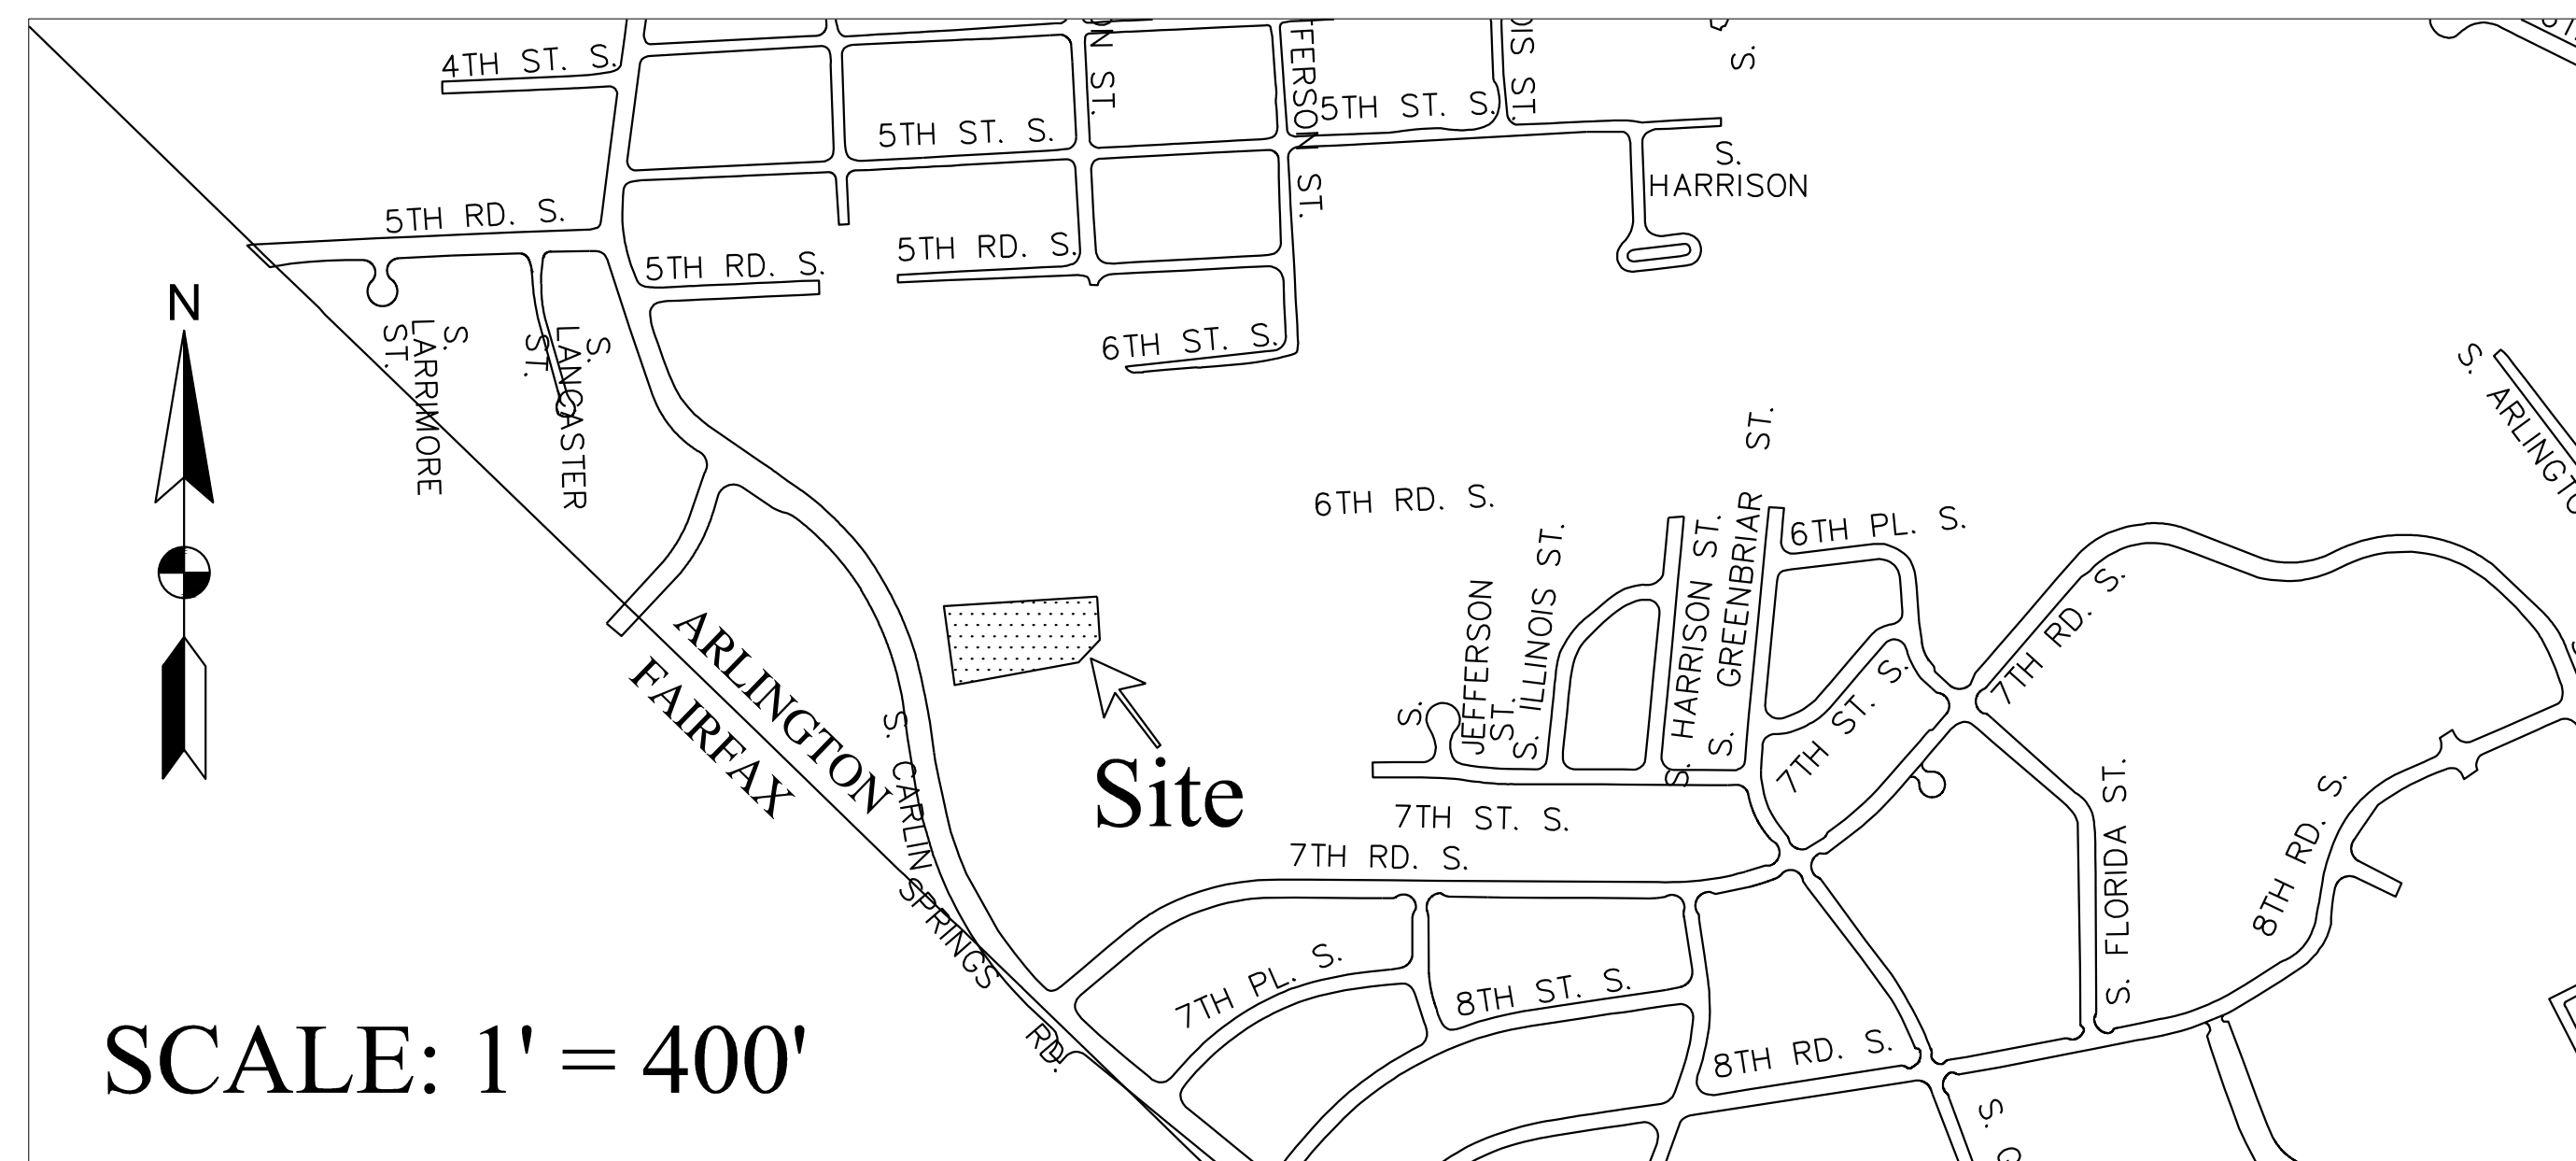 4TH ST. S.
ST.
FERSON
ST.
5TH ST. S.
ST.
S.
5TH ST. S.
S.
HARRISON
5TH RD. S.
5TH RD. S.
5TH RD. S.
N
6TH ST. S.
S.
LARRIMORE
ST.
S.
LANCASTER
ST.
S.
6TH RD. S.
S. GREENBRIAR ST.
6TH PL. S.
S. HARRISON ST.
S. ILLINOIS ST.
S.
JEFFERSON
ST.
7TH RD. S.
7TH ST. S.
ARLINGTON
FAIRFAX
S. CARLIN SPRINGS RD.
Site
7TH ST. S.
7TH RD. S.
S. FLORIDA ST.
8TH RD. S.
7TH PL. S.
8TH ST. S.
8TH RD. S.
SCALE: 1' = 400'
S.